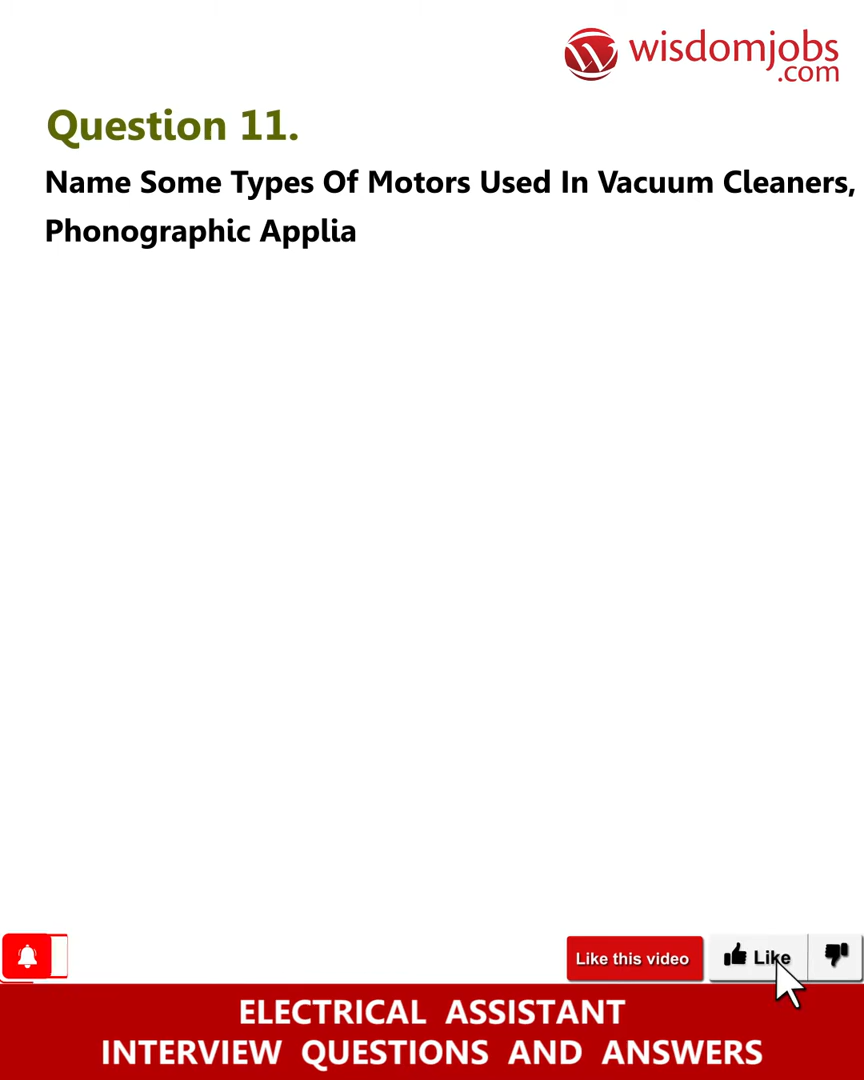 wisdomjobs
.com
Question 11.
Name Some Types Of Motors Used In Vacuum Cleaners,
Phonographic Applia
Like this video
Like
ELECTRICAL ASSISTANT
INTERVIEW QUESTIONS AND ANSWERS